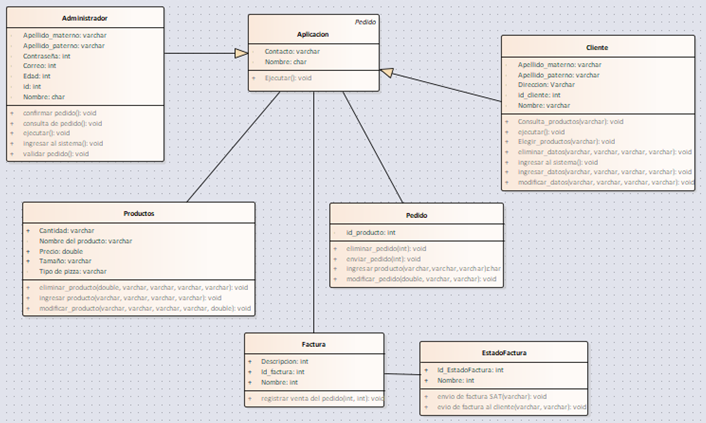 Administrador
Apellido_materno: varchar
Apellido_paterno: varchar
Contraseña: int
Correo: int
Edad: int
id: int
Nombre: char
+ confirmar pedido(): void
+ consulta de pedido(): void
+ ejecutar(): void
+ ingresar al sistema(): void
+ validar pedido(): void
Pedido
Aplicacion
Contacto: varchar
Nombre: char
+ Ejecutar(): void
Cliente
Apellido_materno: varchar
Apellido_paterno: varchar
Direccion: Varchar
id_cliente: int
Nombre: varchar
+ Consulta_productos(varchar): void
+ ejecutar(): void
+ Elegir_productos(varchar): void
+ eliminar_datos(varchar, varchar, varchar, varchar): void
+ ingresar al sistema(): void
+ ingresar_datos(varchar, varchar, varchar, varchar): void
+ modificar_datos(varchar, varchar, varchar, varchar): void
Productos
+ Cantidad: varchar
Nombre del producto: varchar
+ Precio: double
+ Tamaño: varchar
Tipo de pizza: varchar
+ eliminar_producto(double, varchar, varchar, varchar, varchar): void
+ ingresar producto(varchar, varchar, varchar, varchar): void
+ modificar_producto(varchar, varchar, varchar, varchar, double): void
Pedido
id_producto: int
+ eliminar_pedido(int): void
+ enviar_pedido(int): void
+ ingresar producto(varchar, varchar, varchar):char
+ modificar_pedido(double, varchar, varchar): void
Factura
+ Descripcion: int
+ Id_factura: int
+ Nombre: int
+ registrar venta del pedido(int, int): void
EstadoFactura
+ Id_EstadoFactura: int
+ Nombre: int
+ envio de factura SAT(varchar): void
+ evio de factura al cliente(varchar, varchar): void